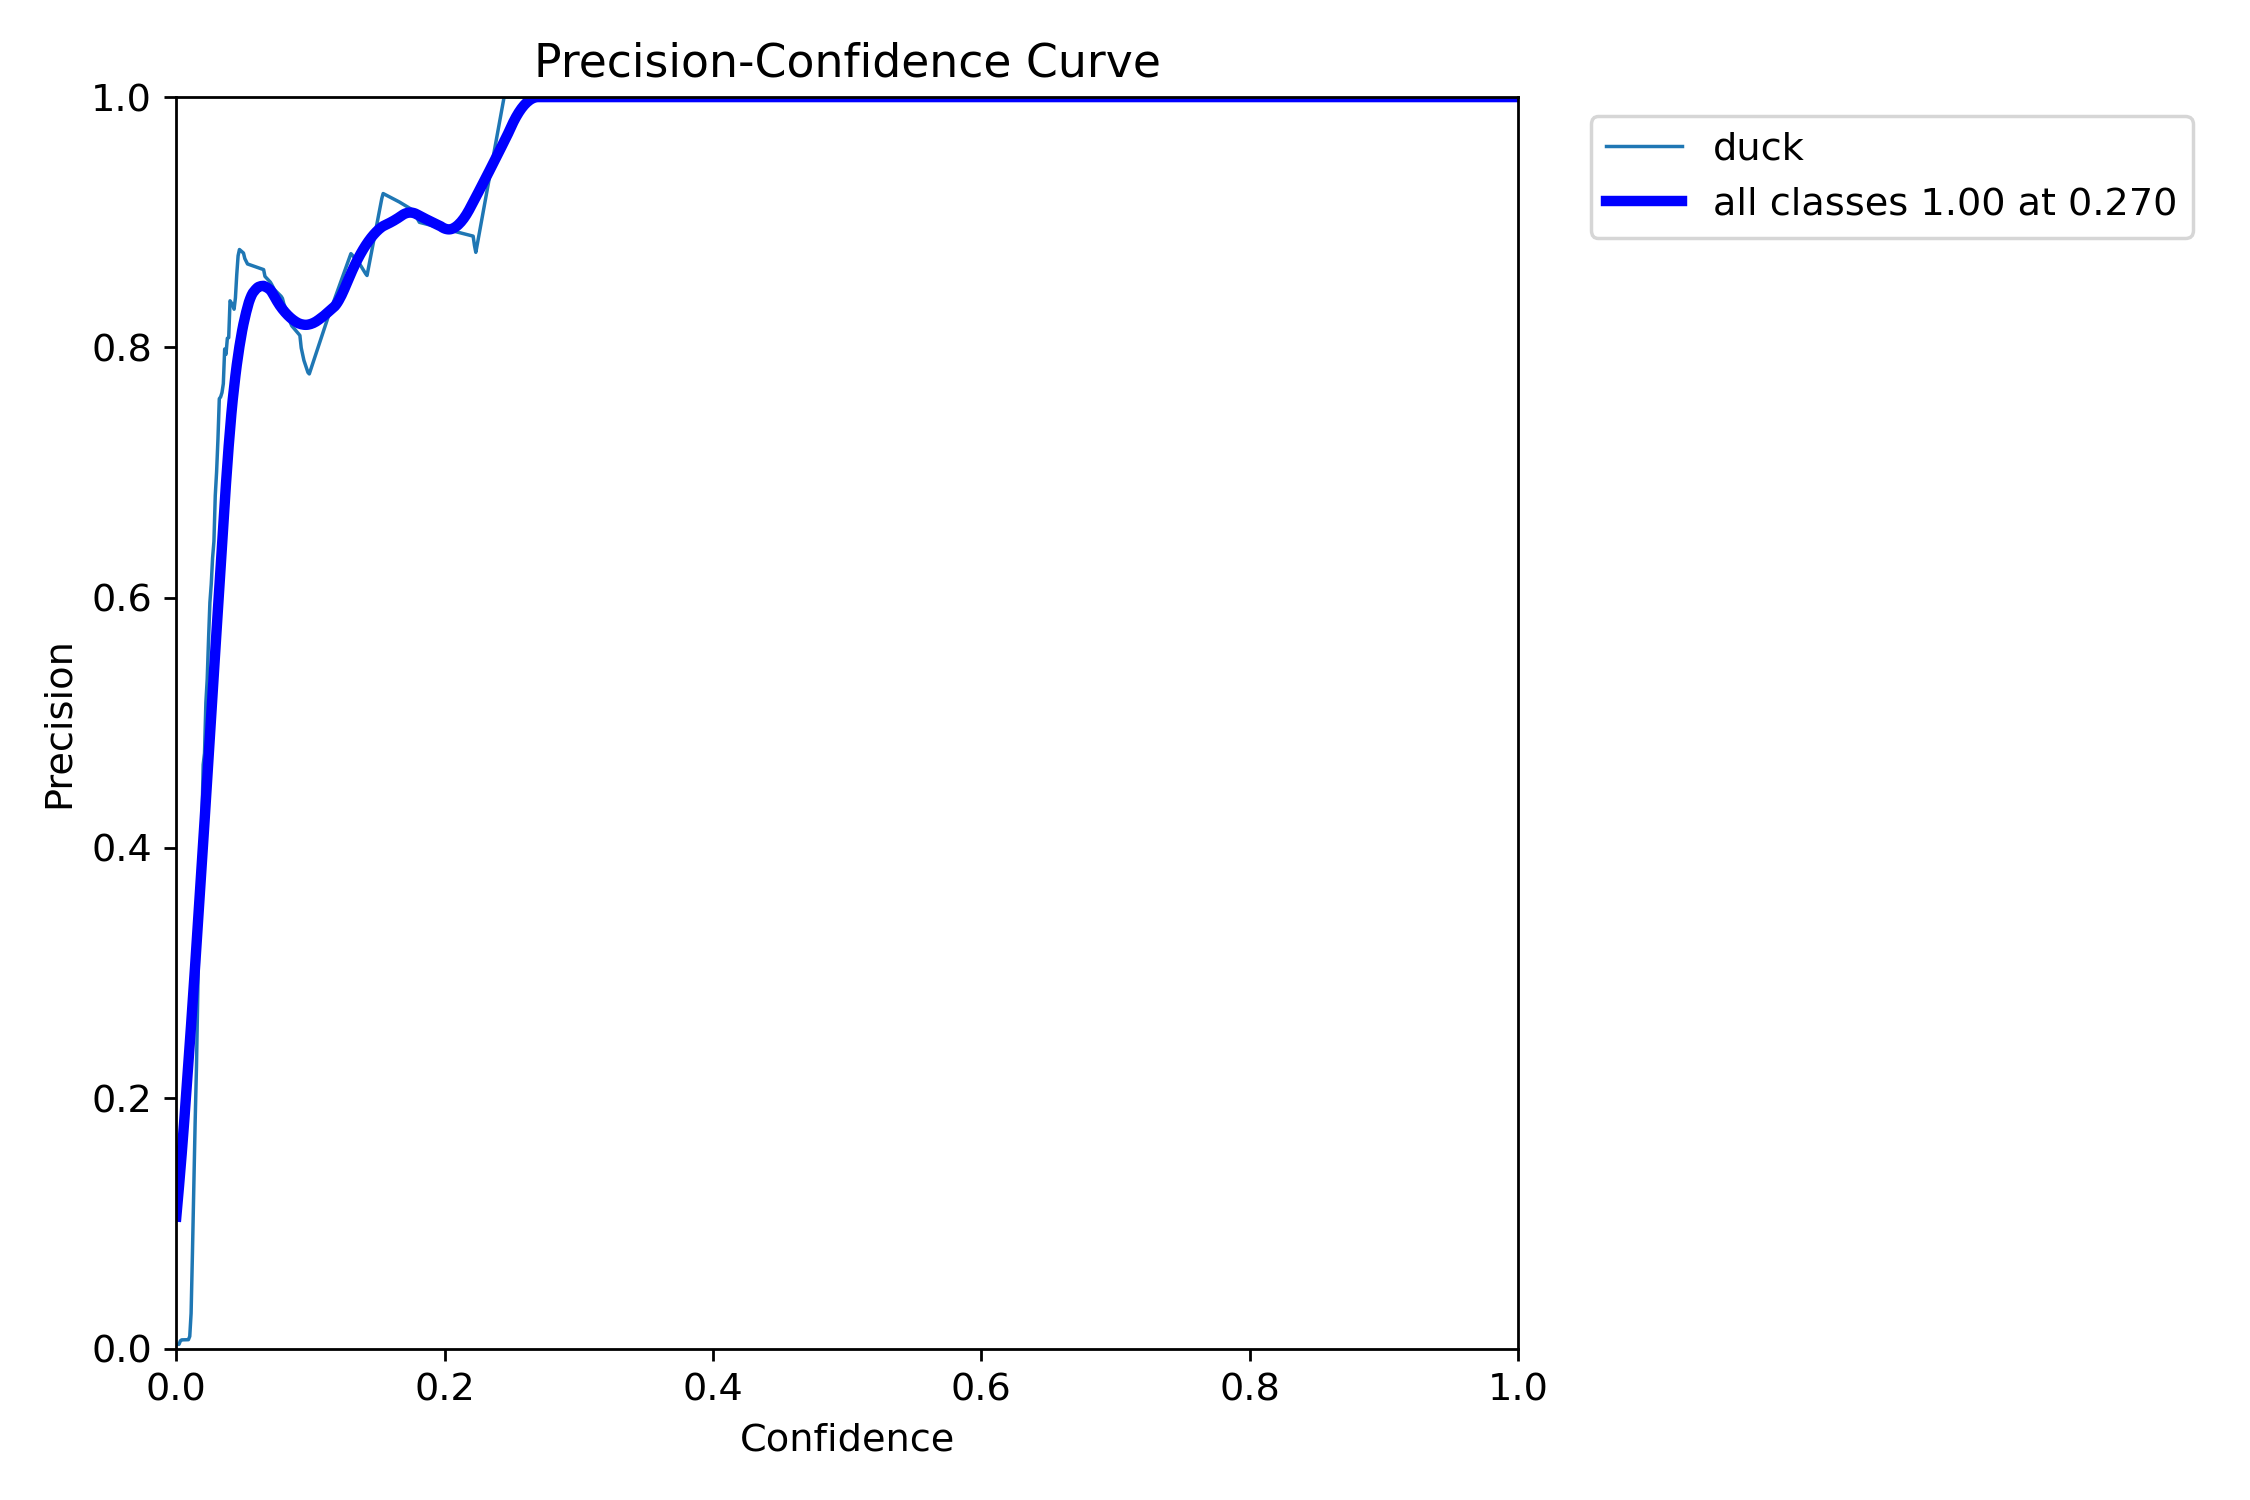 Precision-Confidence Curve
1.0
0.8
0.6
0.4
0.2
0.0
Precision
0.0 0.2 0.4 0.6 0.8 1.0
Confidence
duck
all classes 1.00 at 0.270